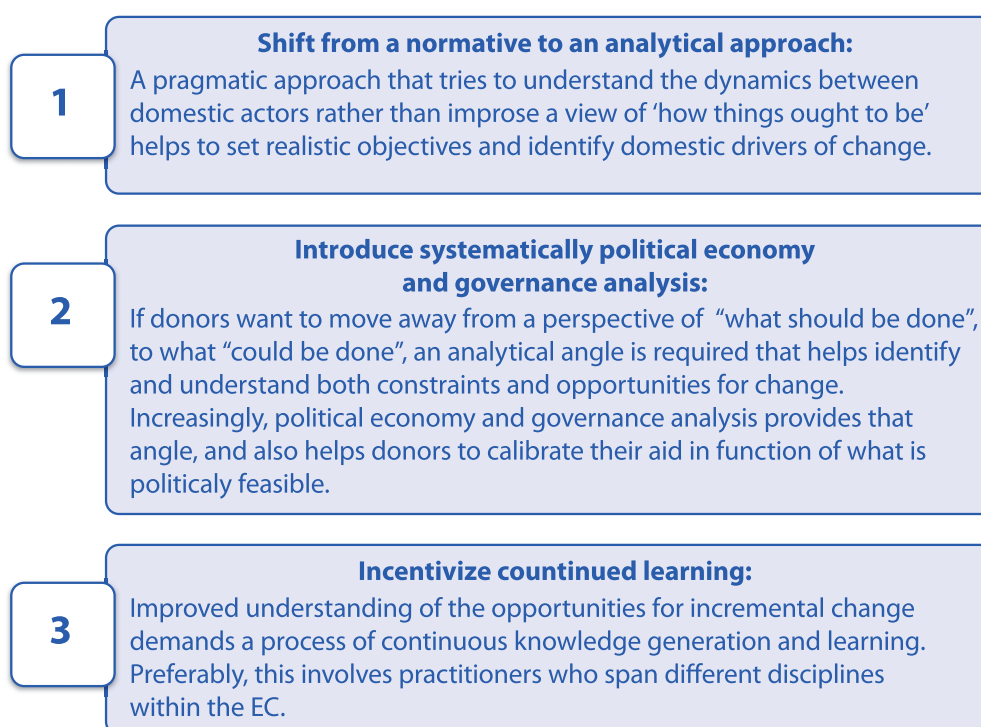 1
Shift from a normative to an analytical approach:
A pragmatic approach that tries to understand the dynamics between
domestic actors rather than improse a view of ‘how things ought to be’
helps to set realistic objectives and identify domestic drivers of change.
2
Introduce systematically political economy
and governance analysis:
If donors want to move away from a perspective of “what should be done”,
to what “could be done”, an analytical angle is required that helps identify
and understand both constraints and opportunities for change.
Increasingly, political economy and governance analysis provides that
angle, and also helps donors to calibrate their aid in function of what is
politicaly feasible.
3
Incentivize countinued learning:
Improved understanding of the opportunities for incremental change
demands a process of continuous knowledge generation and learning.
Preferably, this involves practitioners who span different disciplines
within the EC.